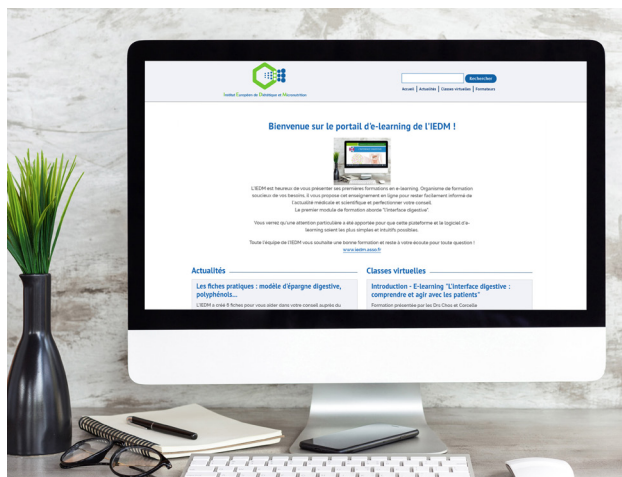 Institut Européen de Diététique et Micronutrition
Rechercher
Accueil | Actualités | Classes virtuelles | Formateurs
Bienvenue sur le portail d'e-learning de l'IEDM !
L'IEDM est heureux de vous présenter ses premières formations en e-learning. Organisme de formation
soucieux de vos besoins, il vous propose cet enseignement en ligne pour rester facilement informé de
l'actualité médicale et scientifique et perfectionner votre conseil.
Le premier module de formation aborde "L'interface digestive".
Vous verrez qu'une attention particulière a été apportée pour que cette plateforme et le logiciel d'e-
learning soient les plus simples et intuitifs possibles.
Toute l'équipe de l'IEDM vous souhaite une bonne formation et reste à votre écoute pour toute question !
www.iedm.asso.fr
Actualités
Les fiches pratiques : modèle d'épargne digestive,
polyphénols...
L'IEDM a créé 8 fiches pour vous aider dans votre conseil auprès du
Classes virtuelles
Introduction - E-learning "L'interface digestive :
comprendre et agir avec les patients"
Formation présentée par les Drs Chos et Corcelle